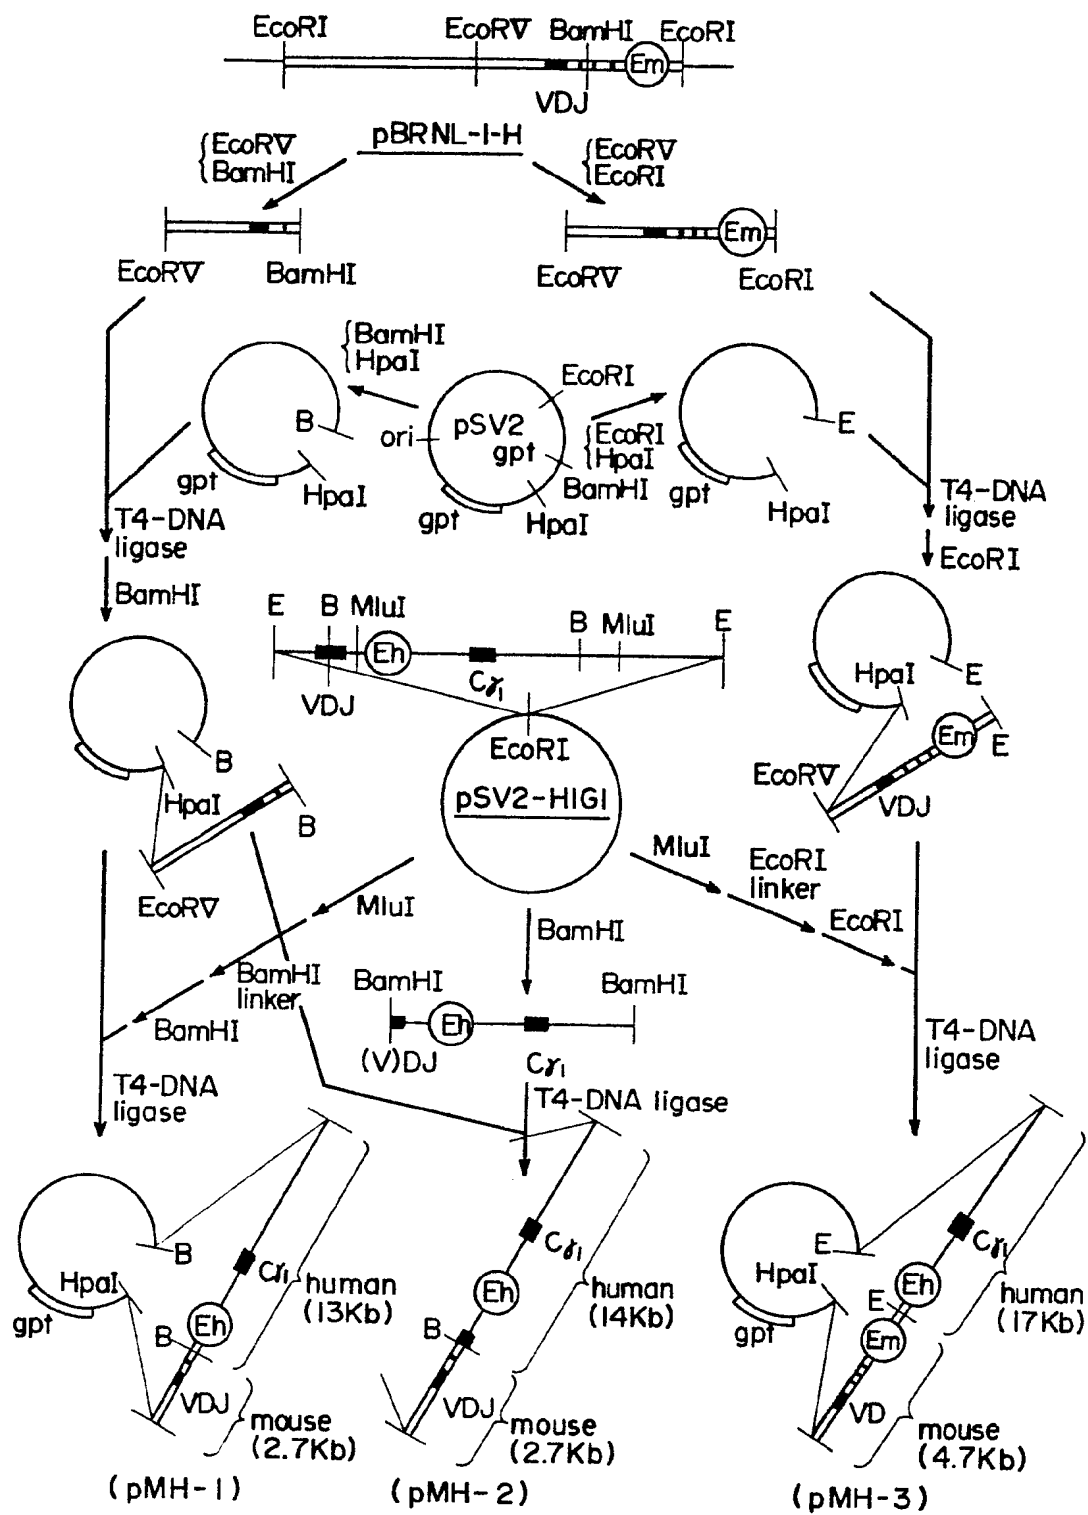 EcoRI EcoRV BamHI EcoRI
Em
VDJ
pBRNL-I-H
EcoRV
BamHI
EcoRV
EcoRI
Em
EcoRV BamHI
EcoRV EcoRI
BamHI
HpaI
EcoRI
B
ori
pSV2
gpt
EcoRI
HpaI
E
BamHI
gpt
HpaI
gpt
HpaI
gpt
HpaI
T4-DNA
ligase
T4-DNA
ligase
BamHI
EcoRI
E B MluI B MluI E
Eh
Cγ1
VDJ
HpaI
E
B
EcoRI
Em
E
HpaI
pSV2-HIGI
EcoRV
VDJ
B
EcoRV
MluI
MluI
EcoRI
linker
EcoRI
BamHI
BamHI
linker
BamHI
BamHI BamHI
Eh
(V)DJ
Cγ1
T4-DNA
ligase
T4-DNA
ligase
T4-DNA ligase
B
HpaI
gpt
Cγ1
human
(13Kb)
Eh
B
VDJ
mouse
(2.7Kb)
(pMH-1)
Cγ1
Eh
human
(14Kb)
B
VDJ
mouse
(2.7Kb)
(pMH-2)
E
HpaI
gpt
Cγ1
Eh
human
(17Kb)
E
Em
VD
mouse
(4.7Kb)
(pMH-3)